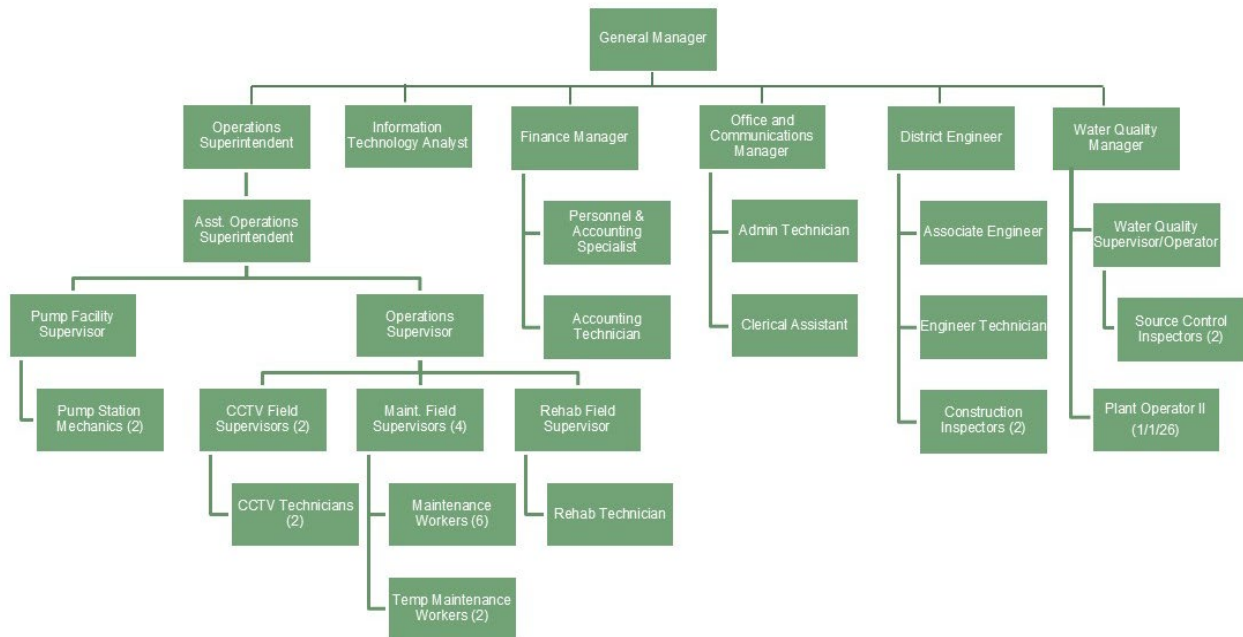 General Manager
Operations
Superintendent
Information
Technology Analyst
Finance Manager
Office and
Communications
Manager
District Engineer
Water Quality
Manager
Asst. Operations
Superintendent
Personnel &
Accounting
Specialist
Admin Technician
Associate Engineer
Water Quality
Supervisor/Operator
Pump Facility
Supervisor
Operations
Supervisor
Accounting
Technician
Clerical Assistant
Engineer Technician
Source Control
Inspectors (2)
Pump Station
Mechanics (2)
CCTV Field
Supervisors (2)
Maint. Field
Supervisors (4)
Rehab Field
Supervisor
Construction
Inspectors (2)
Plant Operator II
(1/1/26)
CCTV Technicians
(2)
Maintenance
Workers (6)
Rehab Technician
Temp Maintenance
Workers (2)